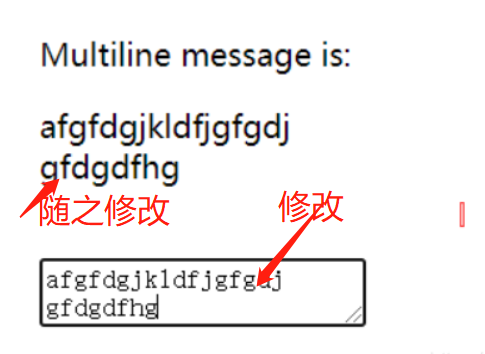 Multiline message is:
afgfdgjkldfjgfgdj
gfdgdfhg
随之修改
修改
afgfdgjkldfjgfgdj
gfdgdfhg